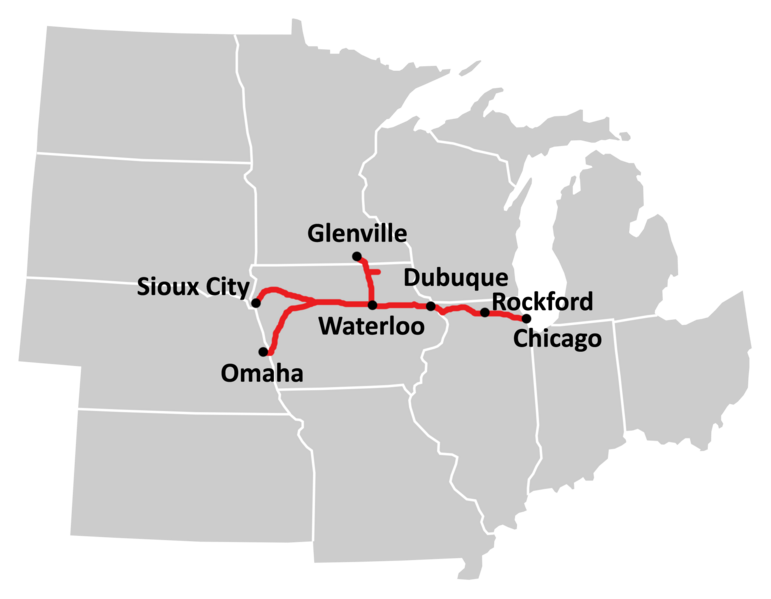 Glenville
Sioux City
Dubuque
Rockford
Waterloo
Chicago
Omaha